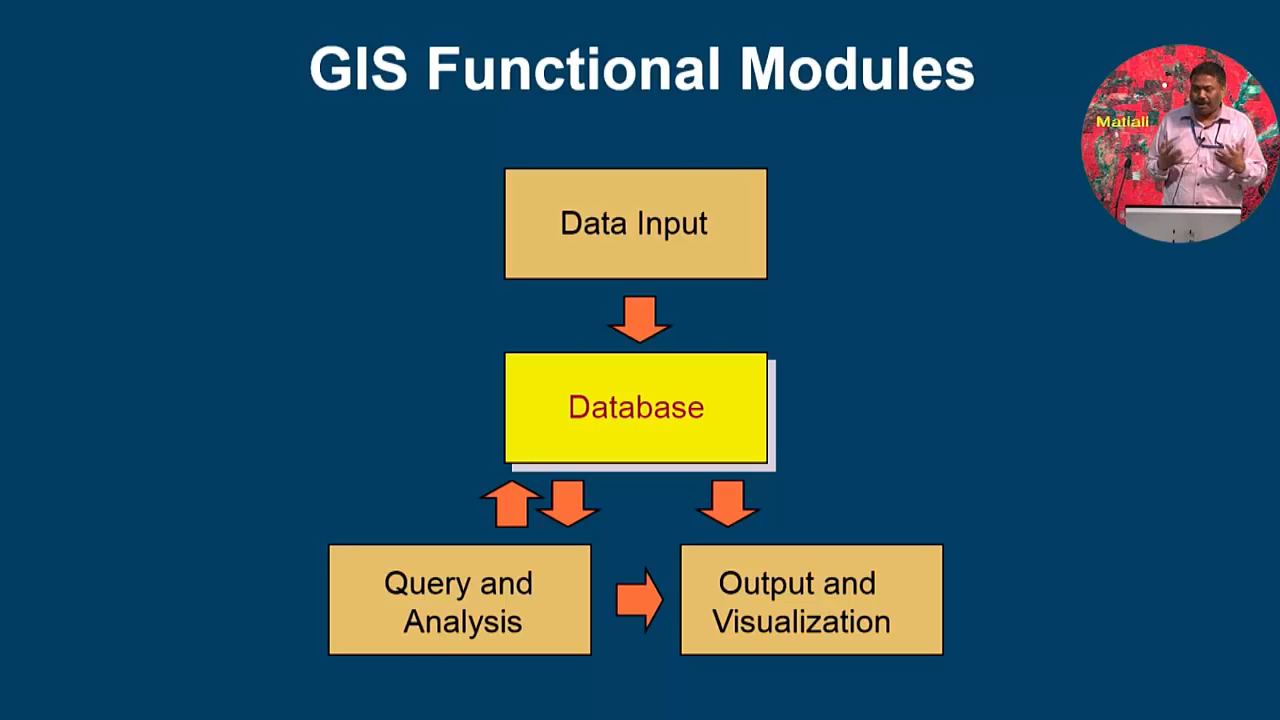 GIS Functional Modules
Matiali
Data Input
Database
Query and
Analysis
Output and
Visualization